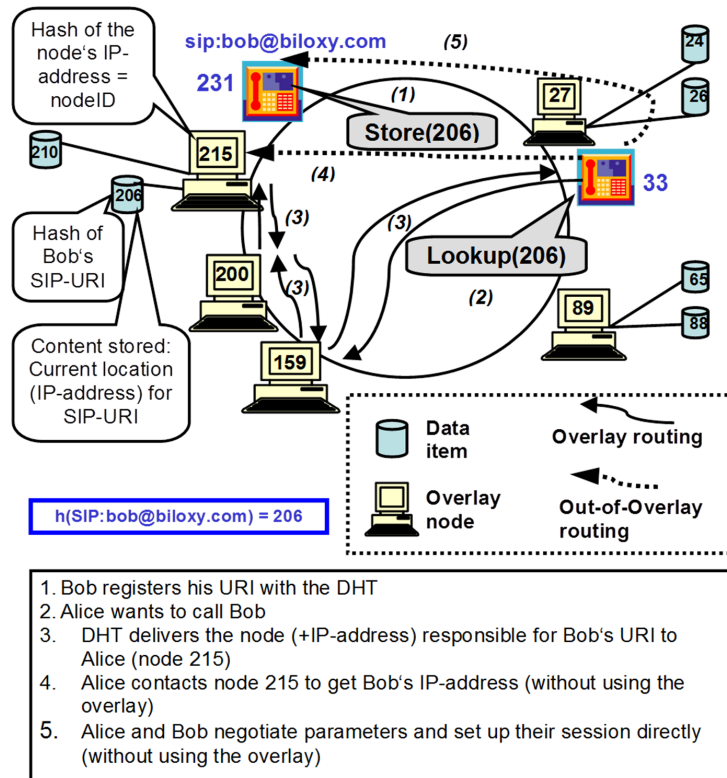 Hash of the
node‘s IP-
address =
nodeID
sip:bob@biloxy.com
(5)
24
231
(1)
27
26
Store(206)
210
215
(4)
33
206
(3)
(3)
Hash of
Bob‘s
SIP-URI
Lookup(206)
200
(3)
(2)
65
89
88
Content stored:
Current location
(IP-address) for
SIP-URI
159
Data
item
Overlay routing
Overlay
node
Out-of-Overlay
routing
h(SIP:bob@biloxy.com) = 206
1. Bob registers his URI with the DHT
2. Alice wants to call Bob
3. DHT delivers the node (+IP-address) responsible for Bob‘s URI to
Alice (node 215)
4. Alice contacts node 215 to get Bob‘s IP-address (without using the
overlay)
5. Alice and Bob negotiate parameters and set up their session directly
(without using the overlay)